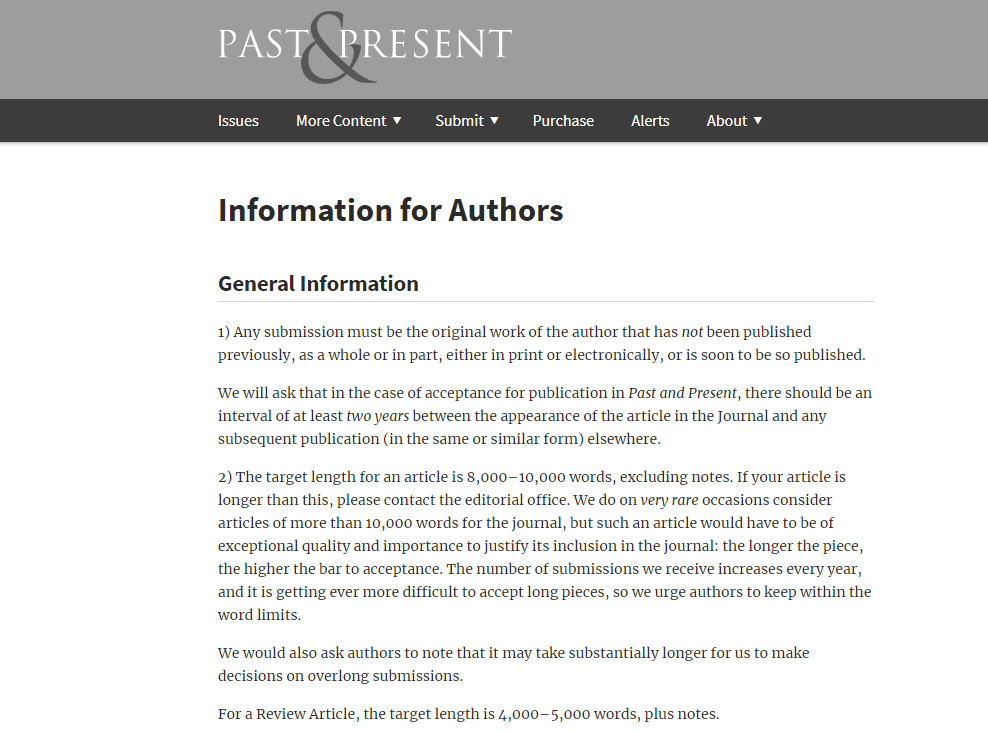 PAST & PRESENT
Issues More Content ▼ Submit ▼ Purchase Alerts About ▼
Information for Authors
General Information
1) Any submission must be the original work of the author that has not been published
previously, as a whole or in part, either in print or electronically, or is soon to be so published.
We will ask that in the case of acceptance for publication in Past and Present, there should be an
interval of at least two years between the appearance of the article in the Journal and any
subsequent publication (in the same or similar form) elsewhere.
2) The target length for an article is 8,000–10,000 words, excluding notes. If your article is
longer than this, please contact the editorial office. We do on very rare occasions consider
articles of more than 10,000 words for the journal, but such an article would have to be of
exceptional quality and importance to justify its inclusion in the journal: the longer the piece,
the higher the bar to acceptance. The number of submissions we receive increases every year,
and it is getting ever more difficult to accept long pieces, so we urge authors to keep within the
word limits.
We would also ask authors to note that it may take substantially longer for us to make
decisions on overlong submissions.
For a Review Article, the target length is 4,000–5,000 words, plus notes.